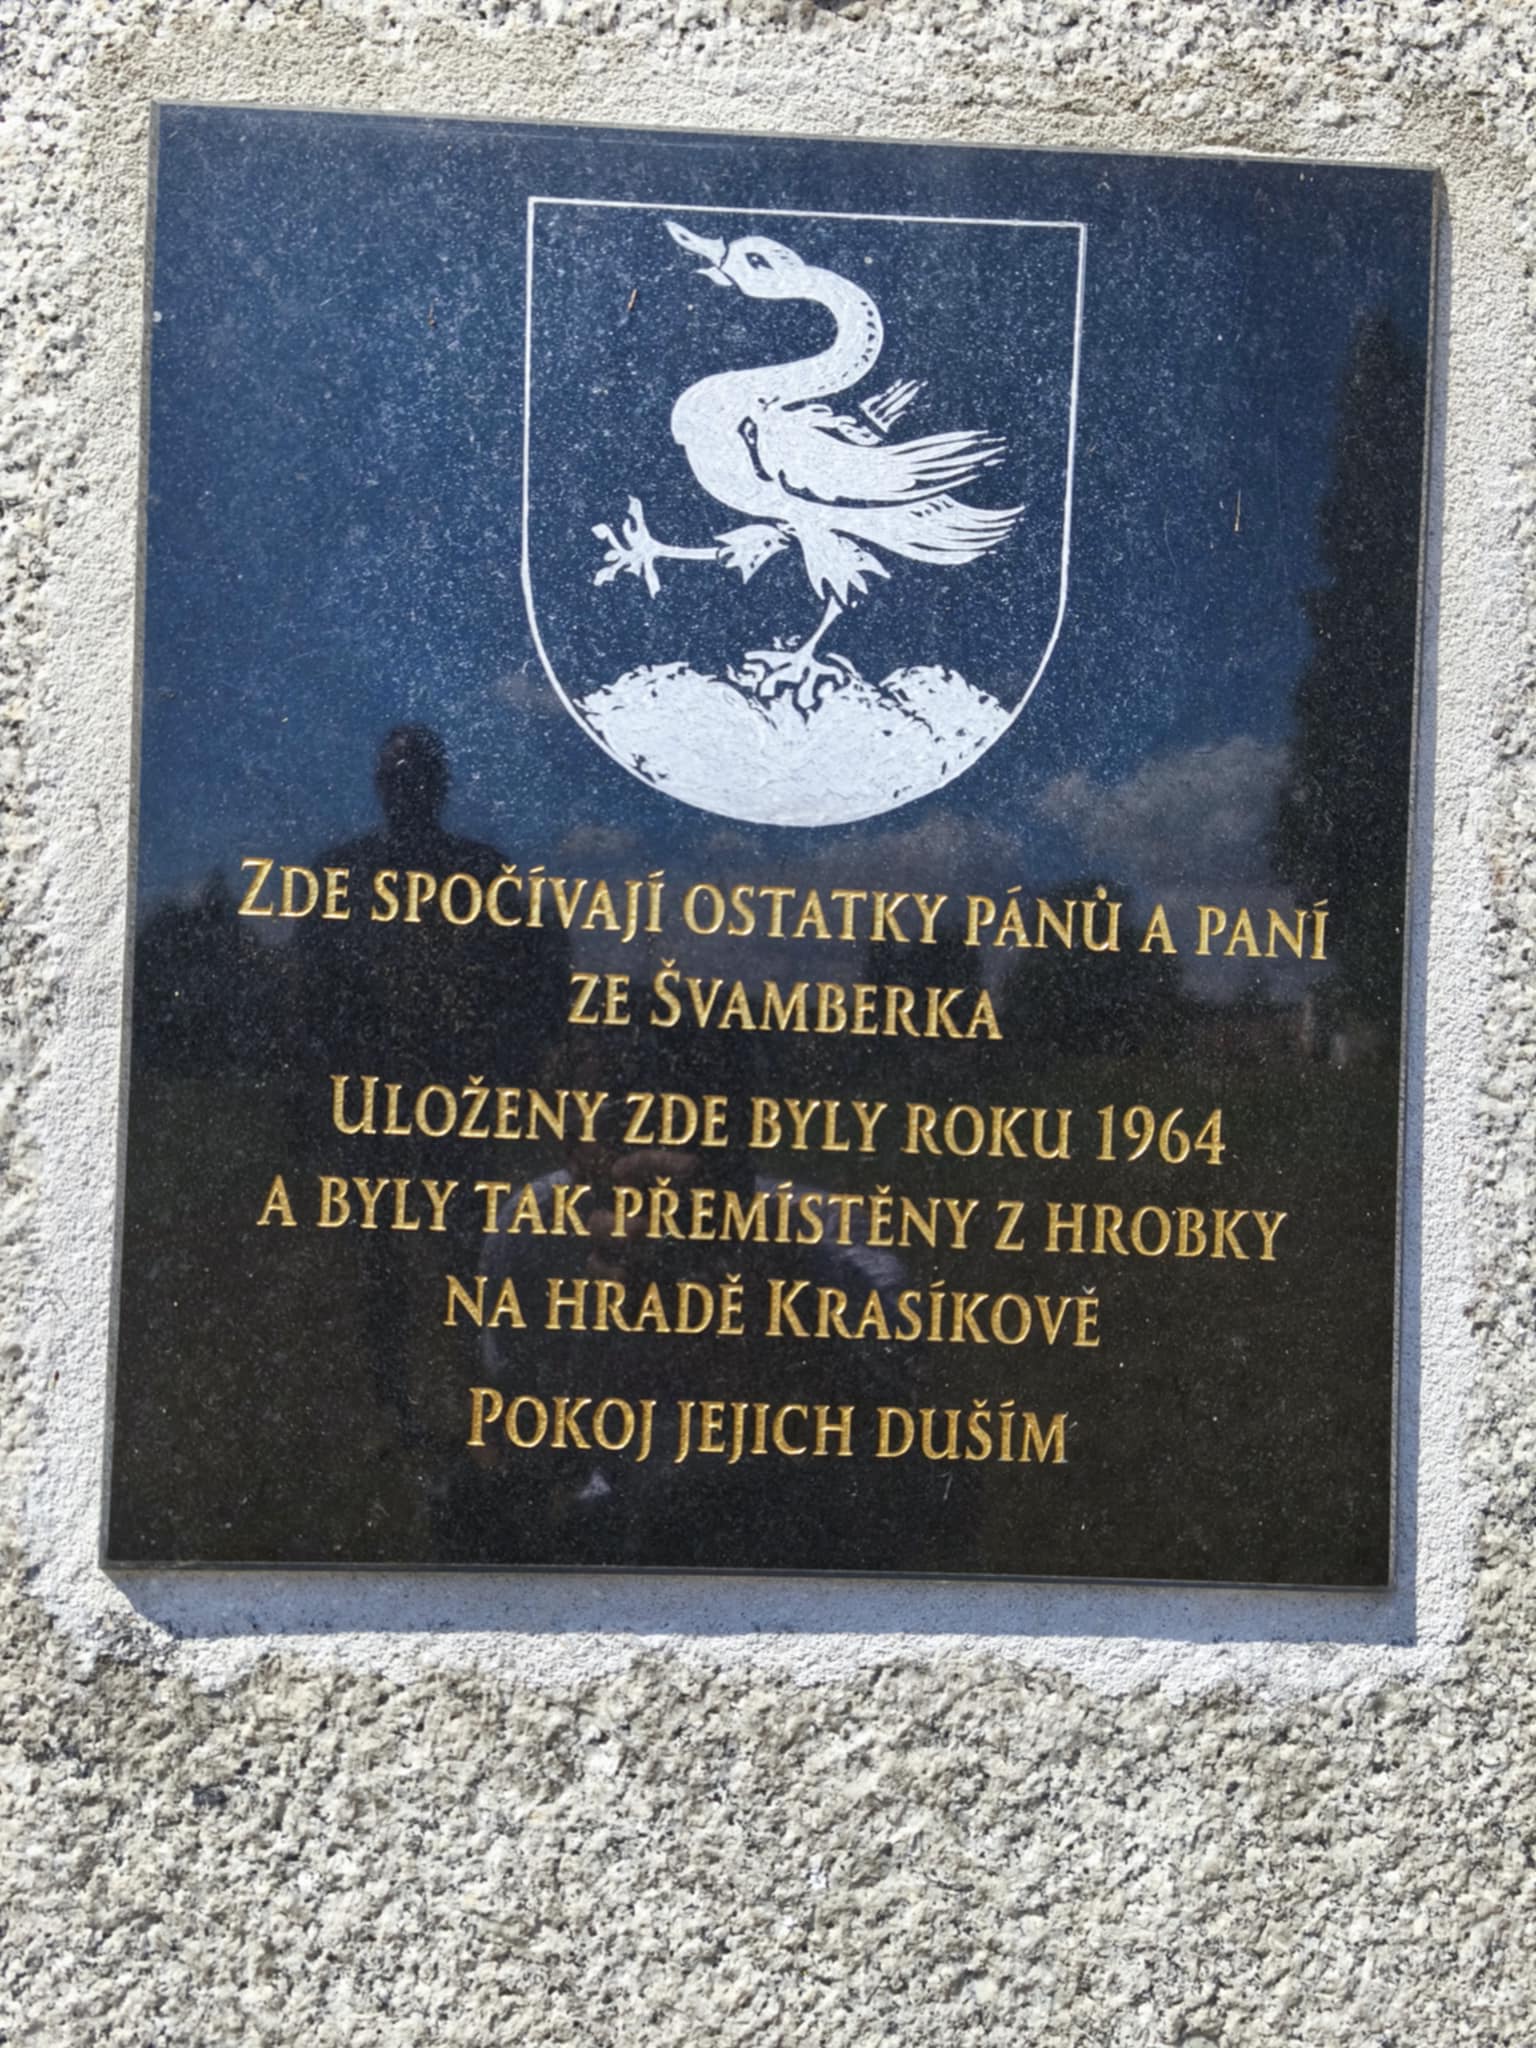 Zde spočívají ostatky pánů a paní
ze Švamberka
Uloženy zde byly roku 1964
a byly tak přemístěny z hrobky
na hradě Krasíkově
Pokoj jejich duším